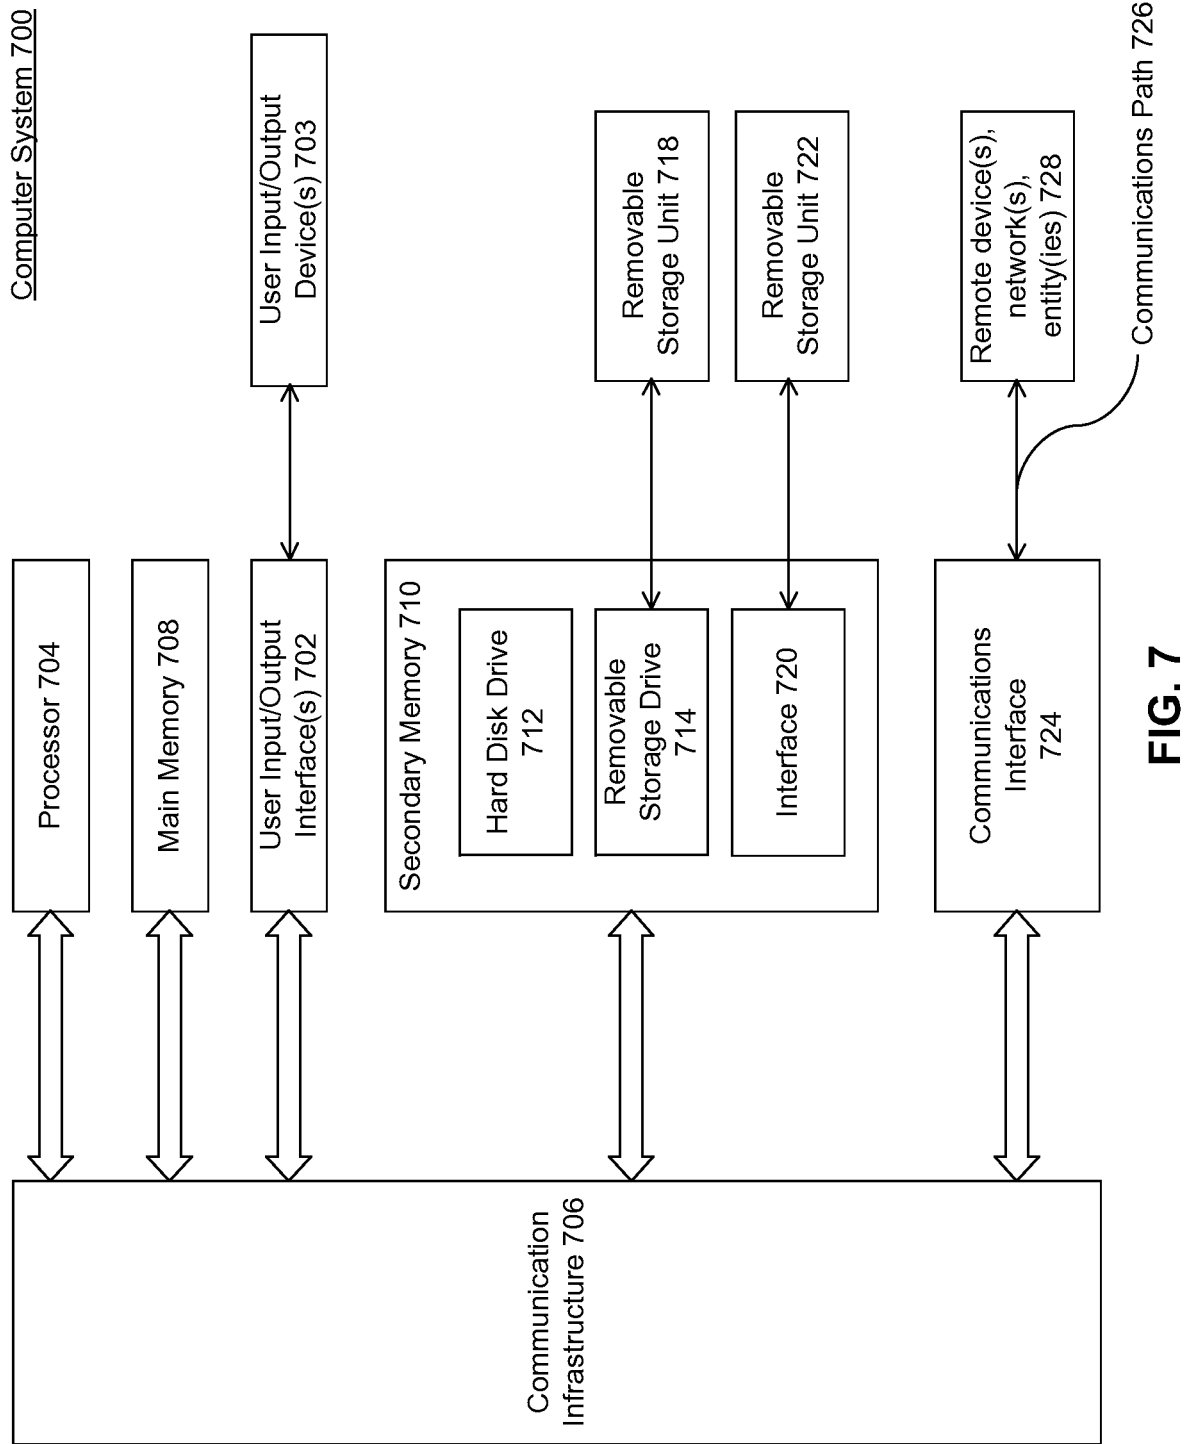 Computer System 700
Processor 704
Main Memory 708
User Input/Output
Interface(s) 702
User Input/Output
Device(s) 703
Communication
Infrastructure 706
Secondary Memory 710
Hard Disk Drive
712
Removable
Storage Drive
714
Removable
Storage Unit 718
Interface 720
Removable
Storage Unit 722
Communications
Interface
724
Remote device(s),
network(s),
entity(ies) 728
Communications Path 726
FIG. 7